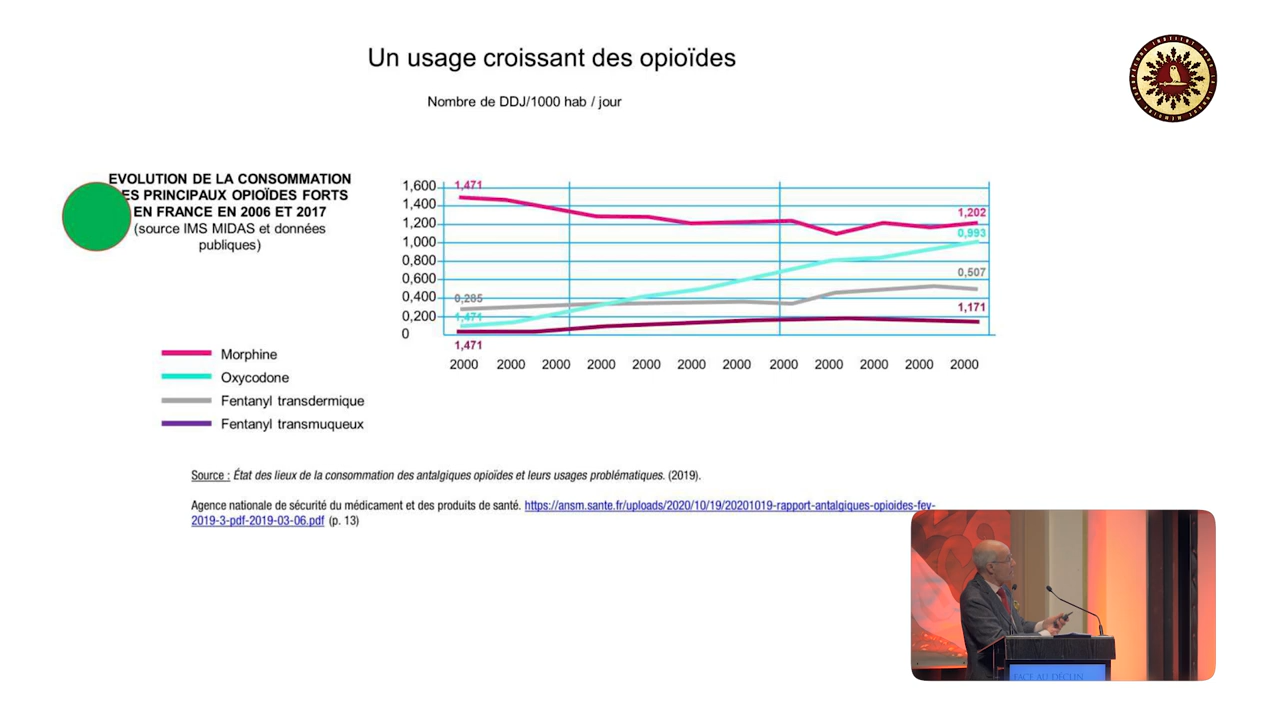 Un usage croissant des opioïdes
Nombre de DDJ/1000 hab / jour
EVOLUTION DE LA CONSOMMATION
ES PRINCIPAUX OPIOÏDES FORTS
EN FRANCE EN 2006 ET 2017
(source IMS MIDAS et données
publiques)
1,600
1,400
1,200
1,000
0,800
0,600
0,400
0,200
0
1,471
1,202
0,993
0,507
0,285
1,171
1,471
1,471
2000 2000 2000 2000 2000 2000 2000 2000 2000 2000 2000 2000
Morphine
Oxycodone
Fentanyl transdermique
Fentanyl transmuqueux
Source : État des lieux de la consommation des antalgiques opioïdes et leurs usages problématiques. (2019).
Agence nationale de sécurité du médicament et des produits de santé. https://ansm.sante.fr/uploads/2020/10/19/20201019-rapport-antalgiques-opioides-fev-
2019-3-pdf-2019-03-06.pdf (p. 13)
FACE AU DÉCLIN